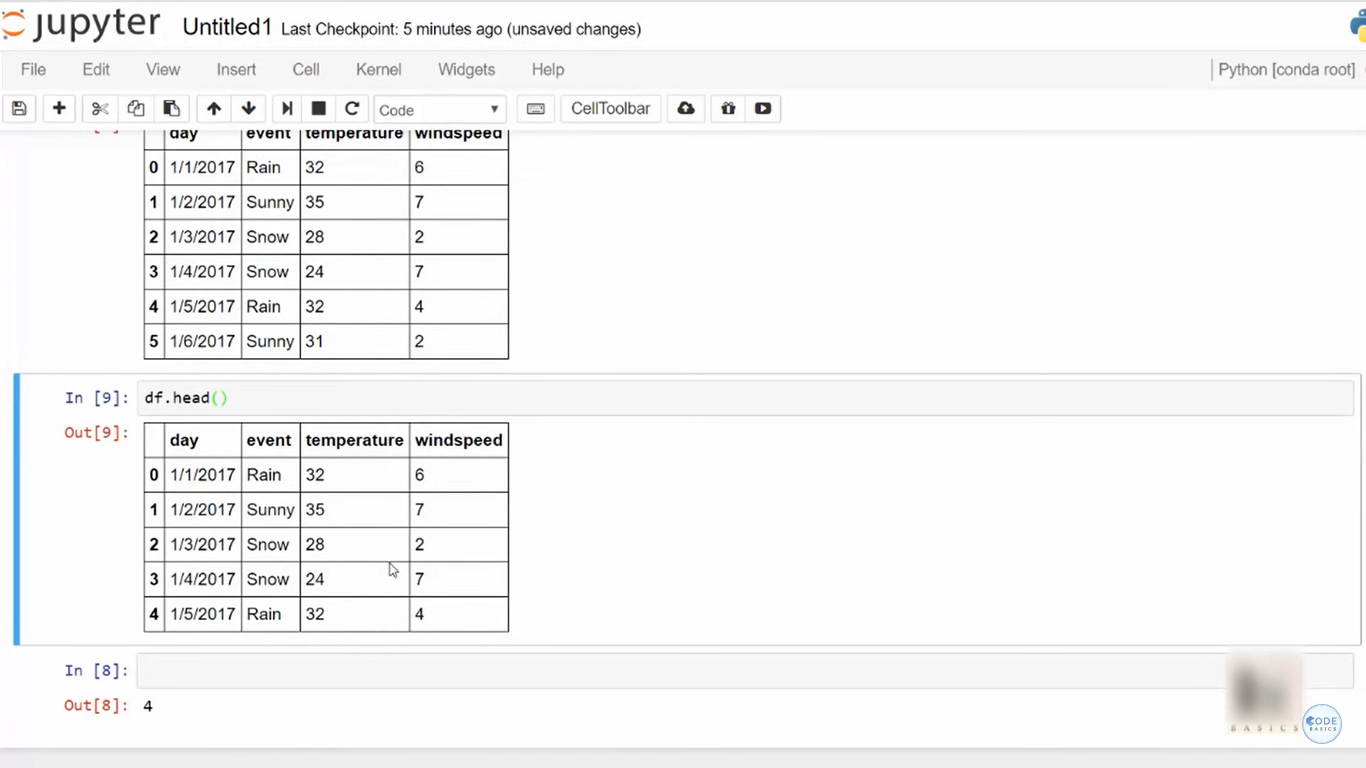 jupyter Untitled1 Last Checkpoint: 5 minutes ago (unsaved changes)
File Edit View Insert Cell Kernel Widgets Help Python [conda root]
Code CellToolbar
day event temperature windspeed
0 1/1/2017 Rain 32 6
1 1/2/2017 Sunny 35 7
2 1/3/2017 Snow 28 2
3 1/4/2017 Snow 24 7
4 1/5/2017 Rain 32 4
5 1/6/2017 Sunny 31 2
In [9]: df.head()
Out[9]:
day event temperature windspeed
0 1/1/2017 Rain 32 6
1 1/2/2017 Sunny 35 7
2 1/3/2017 Snow 28 2
3 1/4/2017 Snow 24 7
4 1/5/2017 Rain 32 4
In [8]:
Out[8]: 4
BASICS
CODE
BASICS